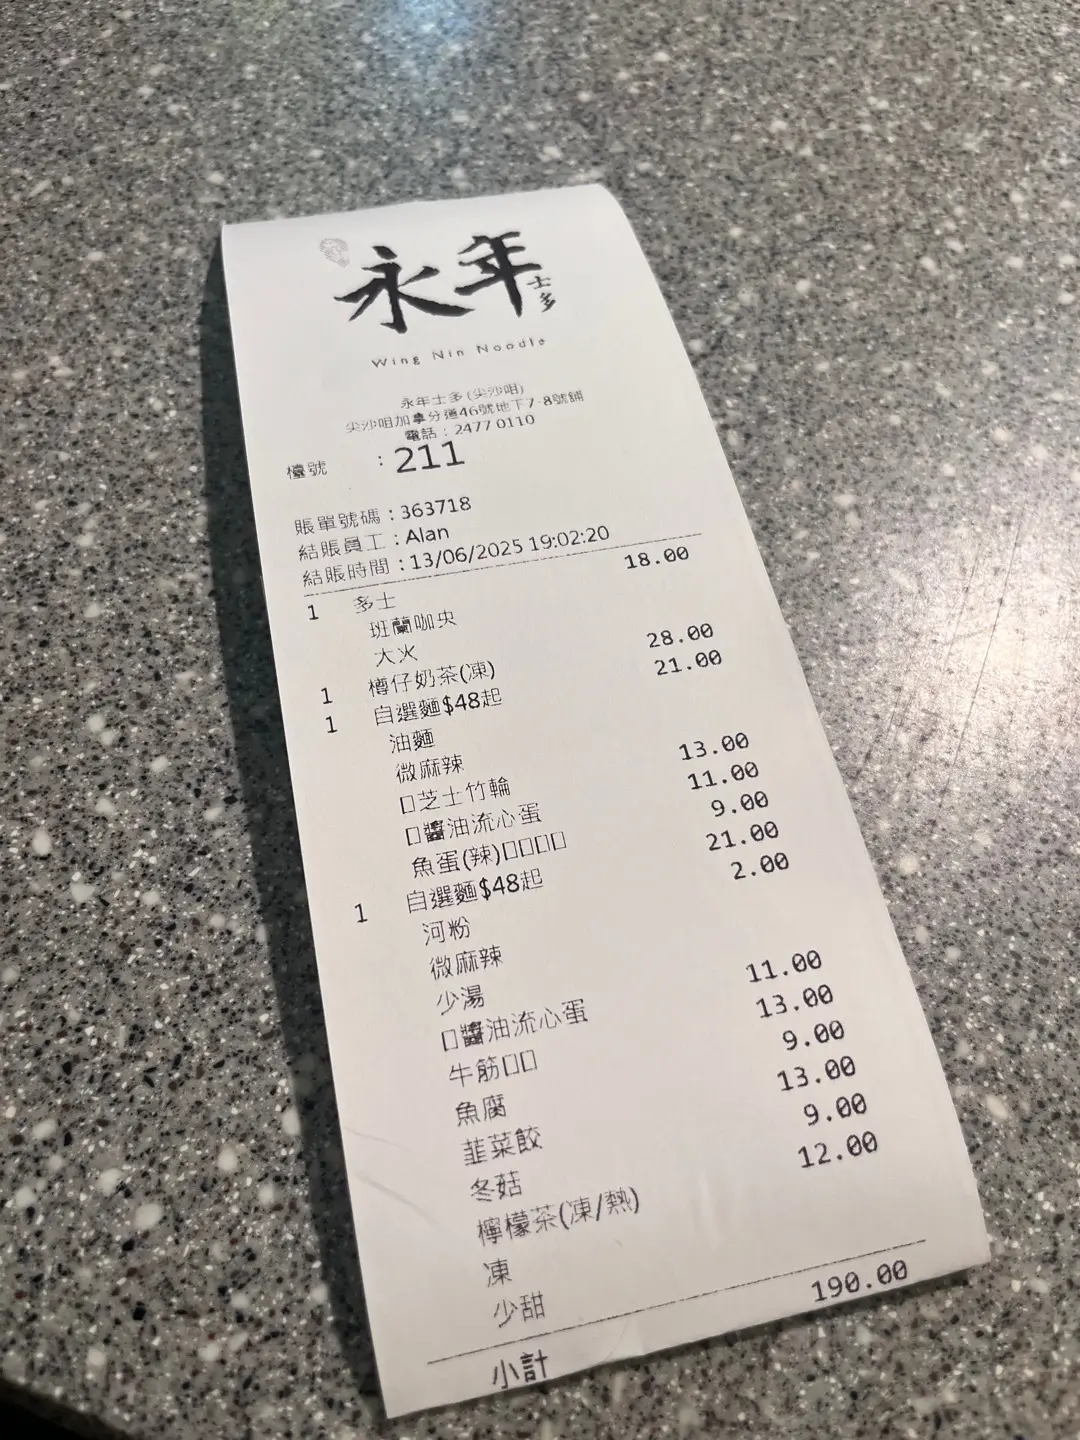 永年士多
Wing Nin Noodle
永年士多 (尖沙咀)
尖沙咀加拿分道46號地下7-8號舖
電話：2477 0110
檯號 ：211
賬單號碼：363718
結賬員工：Alan
結賬時間：13/06/2025 19:02:20
1 多士 18.00
班蘭咖央
大火
1 樽仔奶茶(凍) 28.00
1 自選麵$48起 21.00
油麵
微麻辣
□芝士竹輪 13.00
□醬油流心蛋 11.00
魚蛋(辣)□□□□ 9.00
1 自選麵$48起 21.00
河粉 2.00
微麻辣
少湯
□醬油流心蛋 11.00
牛筋□□ 13.00
魚腐 9.00
韮菜餃 13.00
冬菇 9.00
檸檬茶(凍/熱) 12.00
凍
少甜
小計 190.00